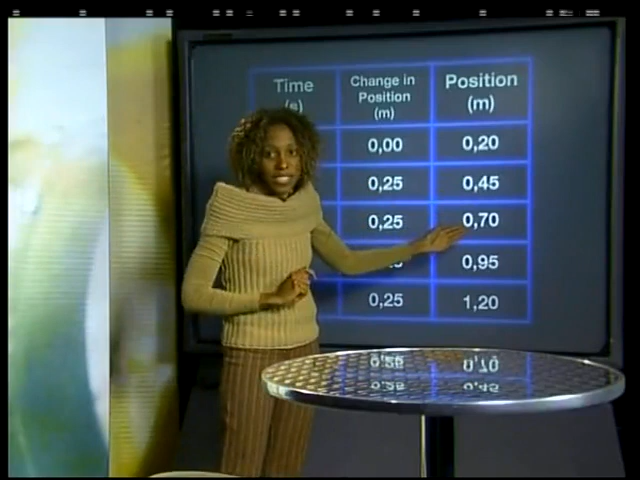 Time Change in Position
(s) Position (m)
(m)
0,00 0,20
0,25 0,45
0,25 0,70
0,95
0,25 1,20